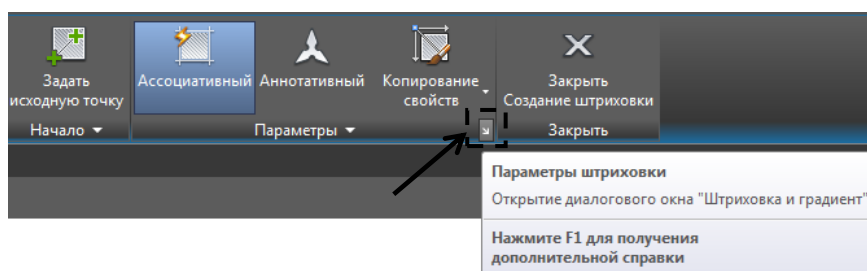 Задать
исходную точку
Ассоциативный
Аннотативный
Копирование
свойств
Закрыть
Создание штриховки
Начало
Параметры
Закрыть
Параметры штриховки
Открытие диалогового окна "Штриховка и градиент"
Нажмите F1 для получения
дополнительной справки